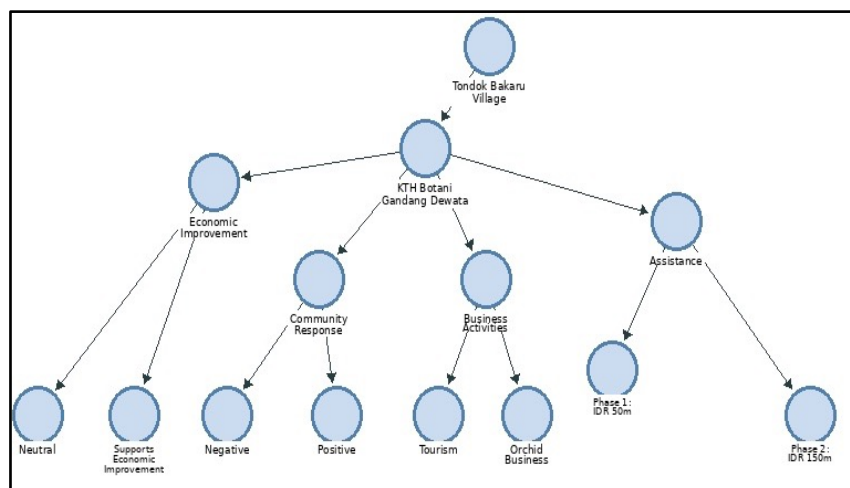 Tondok Bakaru
Village
KTH Botani
Gandang Dewata
Economic
Improvement
Assistance
Community
Response
Business
Activities
Phase 1:
IDR 50m
Neutral
Supports
Economic
Improvement
Negative
Positive
Tourism
Orchid
Business
Phase 2:
IDR 150m